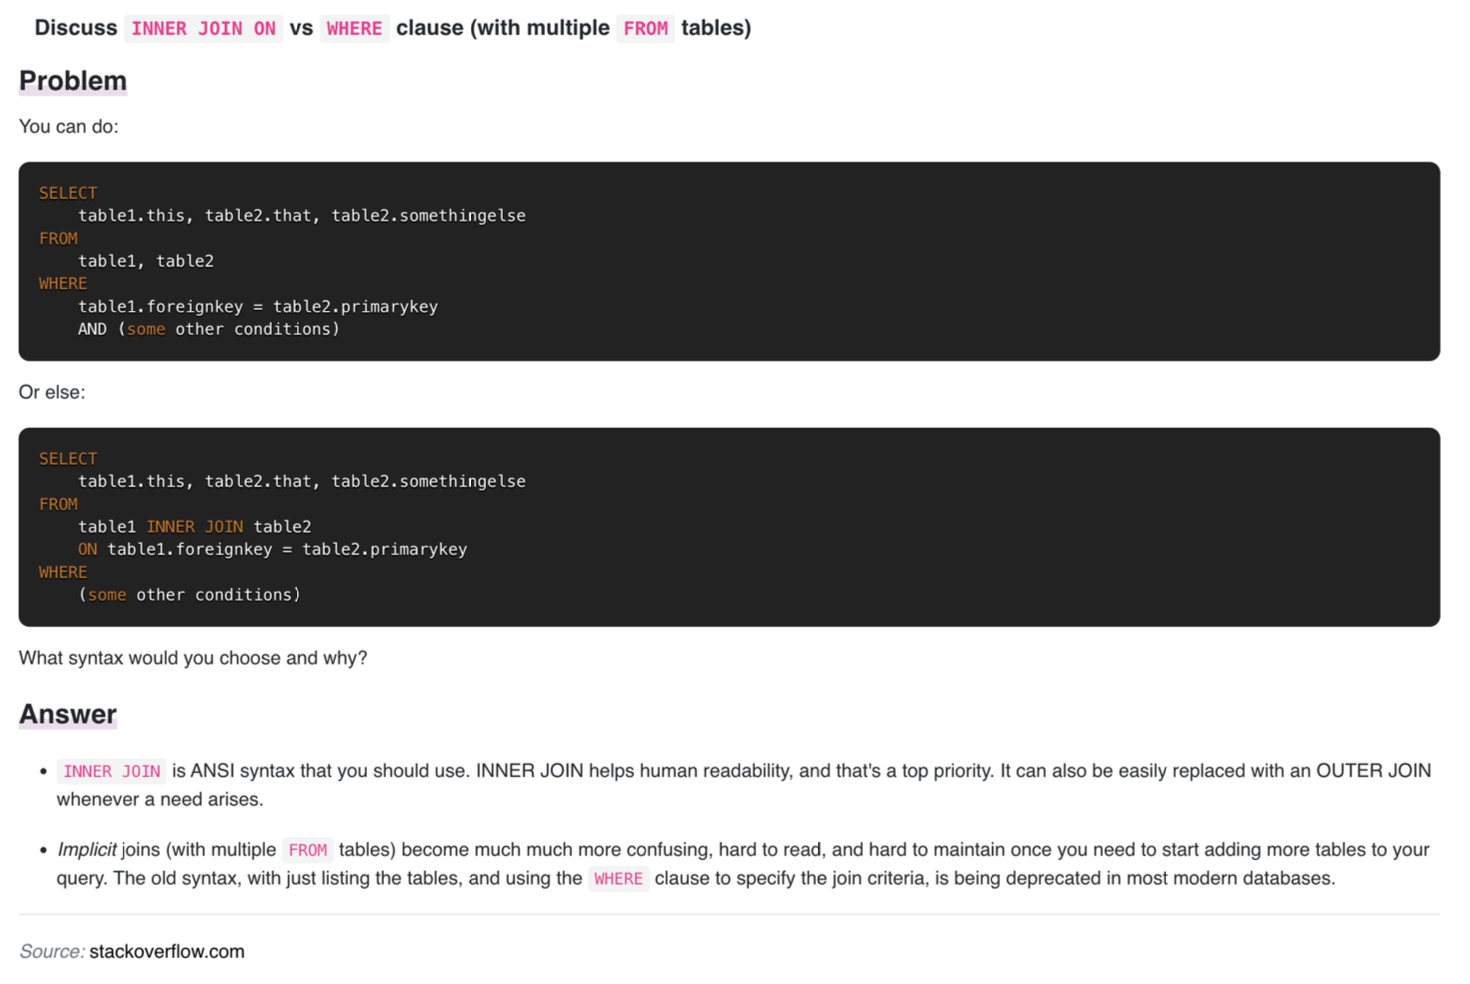 Discuss INNER JOIN ON vs WHERE clause (with multiple FROM tables)
Problem
You can do:
SELECT
    table1.this, table2.that, table2.somethingelse
FROM
    table1, table2
WHERE
    table1.foreignkey = table2.primarykey
    AND (some other conditions)
Or else:
SELECT
    table1.this, table2.that, table2.somethingelse
FROM
    table1 INNER JOIN table2
    ON table1.foreignkey = table2.primarykey
WHERE
    (some other conditions)
What syntax would you choose and why?
Answer
• INNER JOIN is ANSI syntax that you should use. INNER JOIN helps human readability, and that's a top priority. It can also be easily replaced with an OUTER JOIN
whenever a need arises.
• Implicit joins (with multiple FROM tables) become much much more confusing, hard to read, and hard to maintain once you need to start adding more tables to your
query. The old syntax, with just listing the tables, and using the WHERE clause to specify the join criteria, is being deprecated in most modern databases.
Source: stackoverflow.com